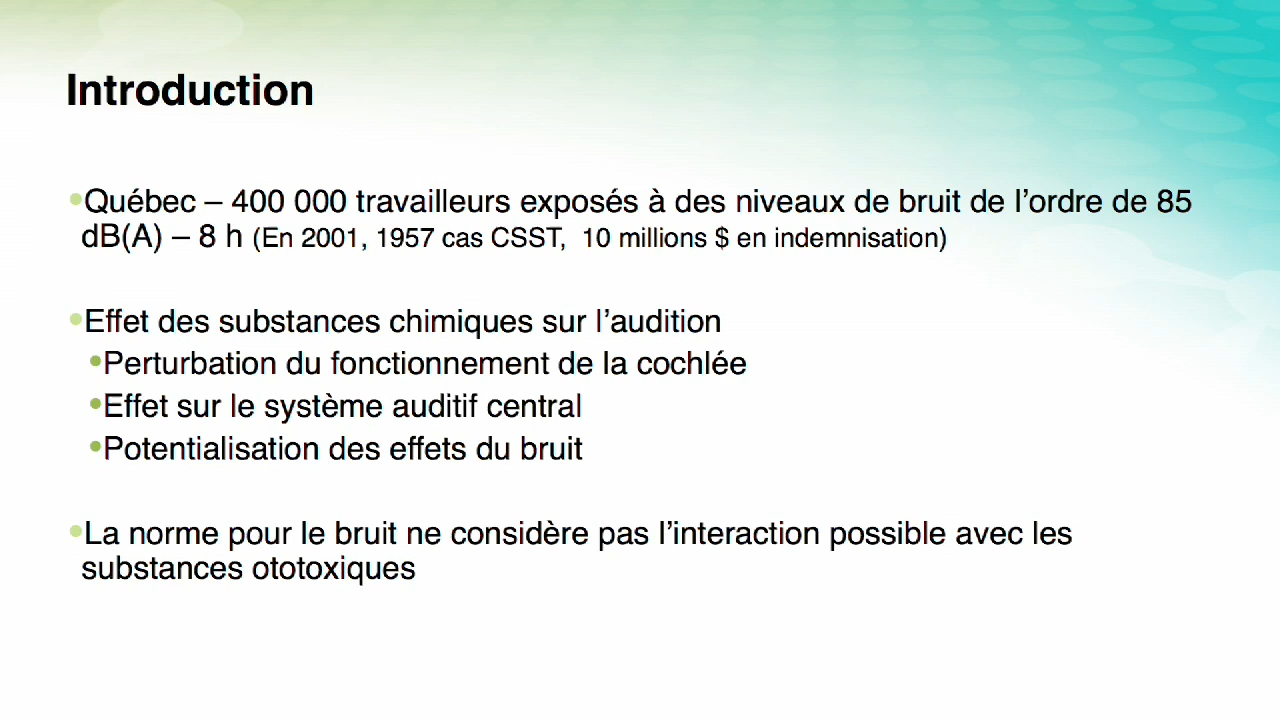 Introduction
•Québec – 400 000 travailleurs exposés à des niveaux de bruit de l’ordre de 85
dB(A) – 8 h (En 2001, 1957 cas CSST,  10 millions $ en indemnisation)
•Effet des substances chimiques sur l’audition
•Perturbation du fonctionnement de la cochlée
•Effet sur le système auditif central
•Potentialisation des effets du bruit
•La norme pour le bruit ne considère pas l’interaction possible avec les
substances ototoxiques